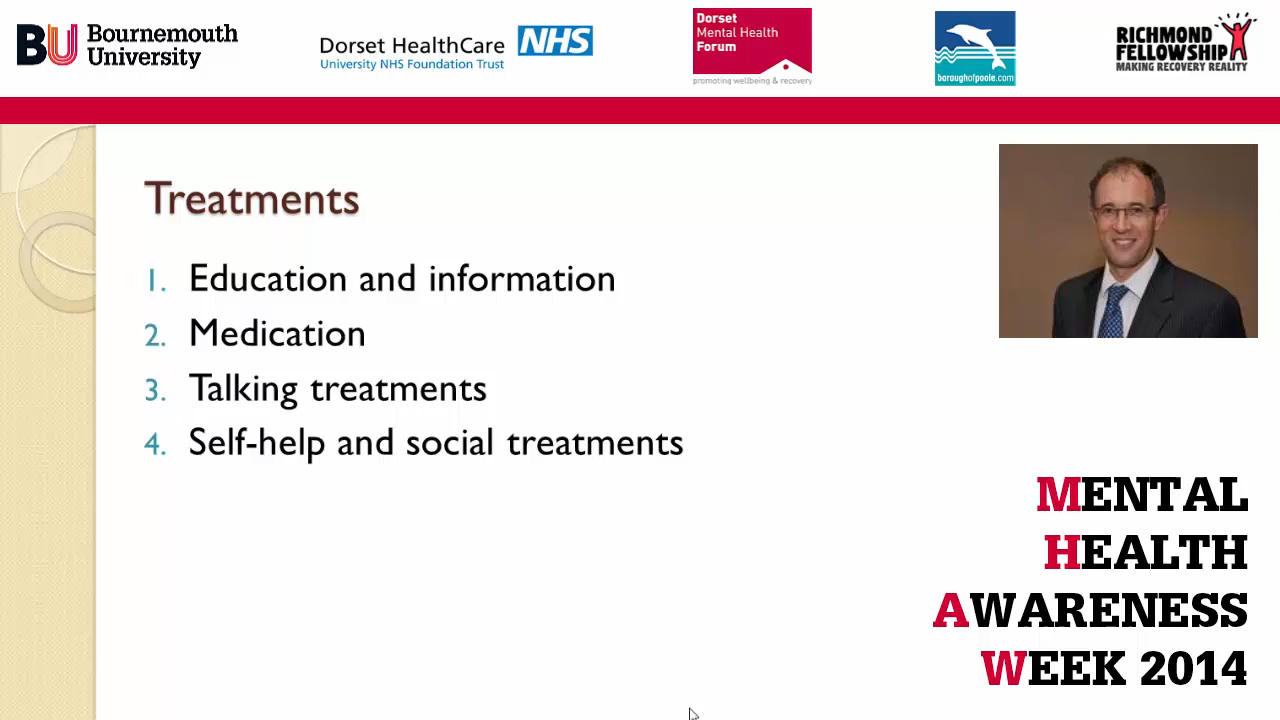 BU Bournemouth
University
Dorset HealthCare NHS
University NHS Foundation Trust
Dorset
Mental Health
Forum
promoting wellbeing & recovery
boroughofpoole.com
RICHMOND
FELLOWSHIP
MAKING RECOVERY REALITY
Treatments
1. Education and information
2. Medication
3. Talking treatments
4. Self-help and social treatments
MENTAL
HEALTH
AWARENESS
WEEK 2014